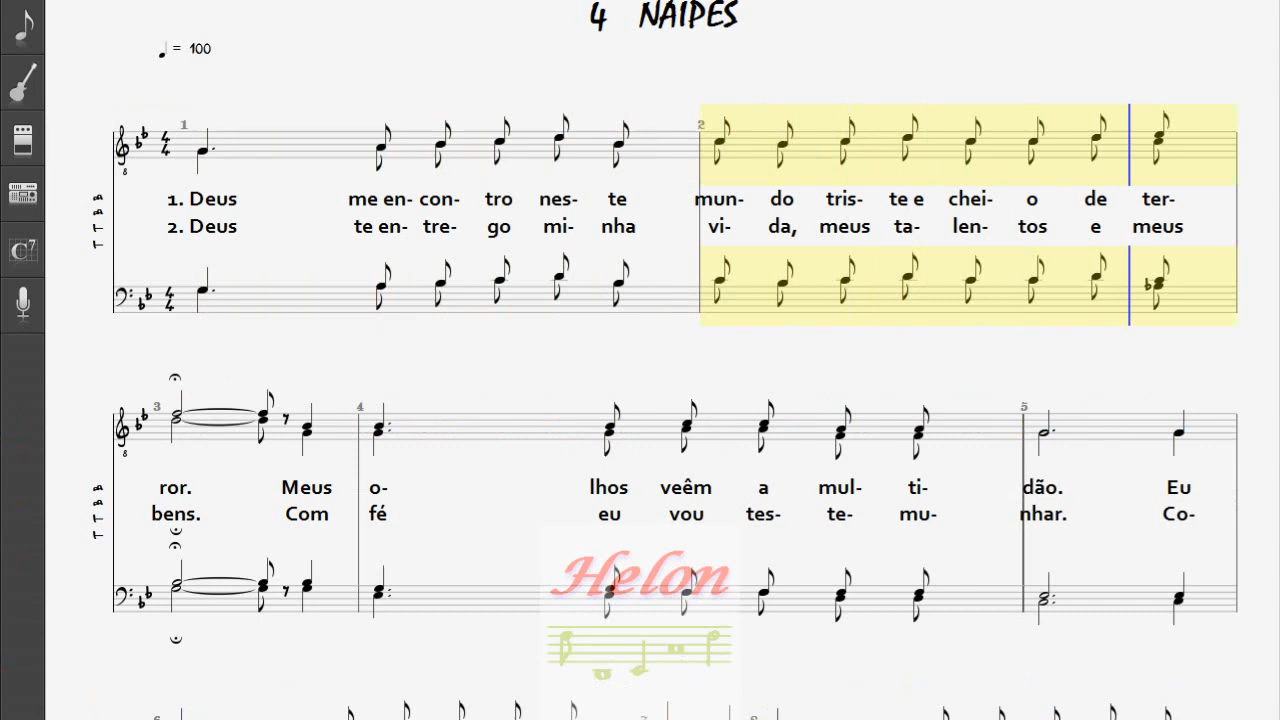 4 NAIPES
= 100
1
2
1. Deus me en- con- tro nes- te mun- do tris- te e chei- o de ter-
2. Deus te en- tre- go mi- nha vi- da, meus ta- len- tos e meus
T T B B
C7
3
4
5
ror. Meus o- lhos veêm a mul- ti- dão. Eu
bens. Com fé eu vou tes- te- mu- nhar. Co-
T T B B
Helon
6
7
8